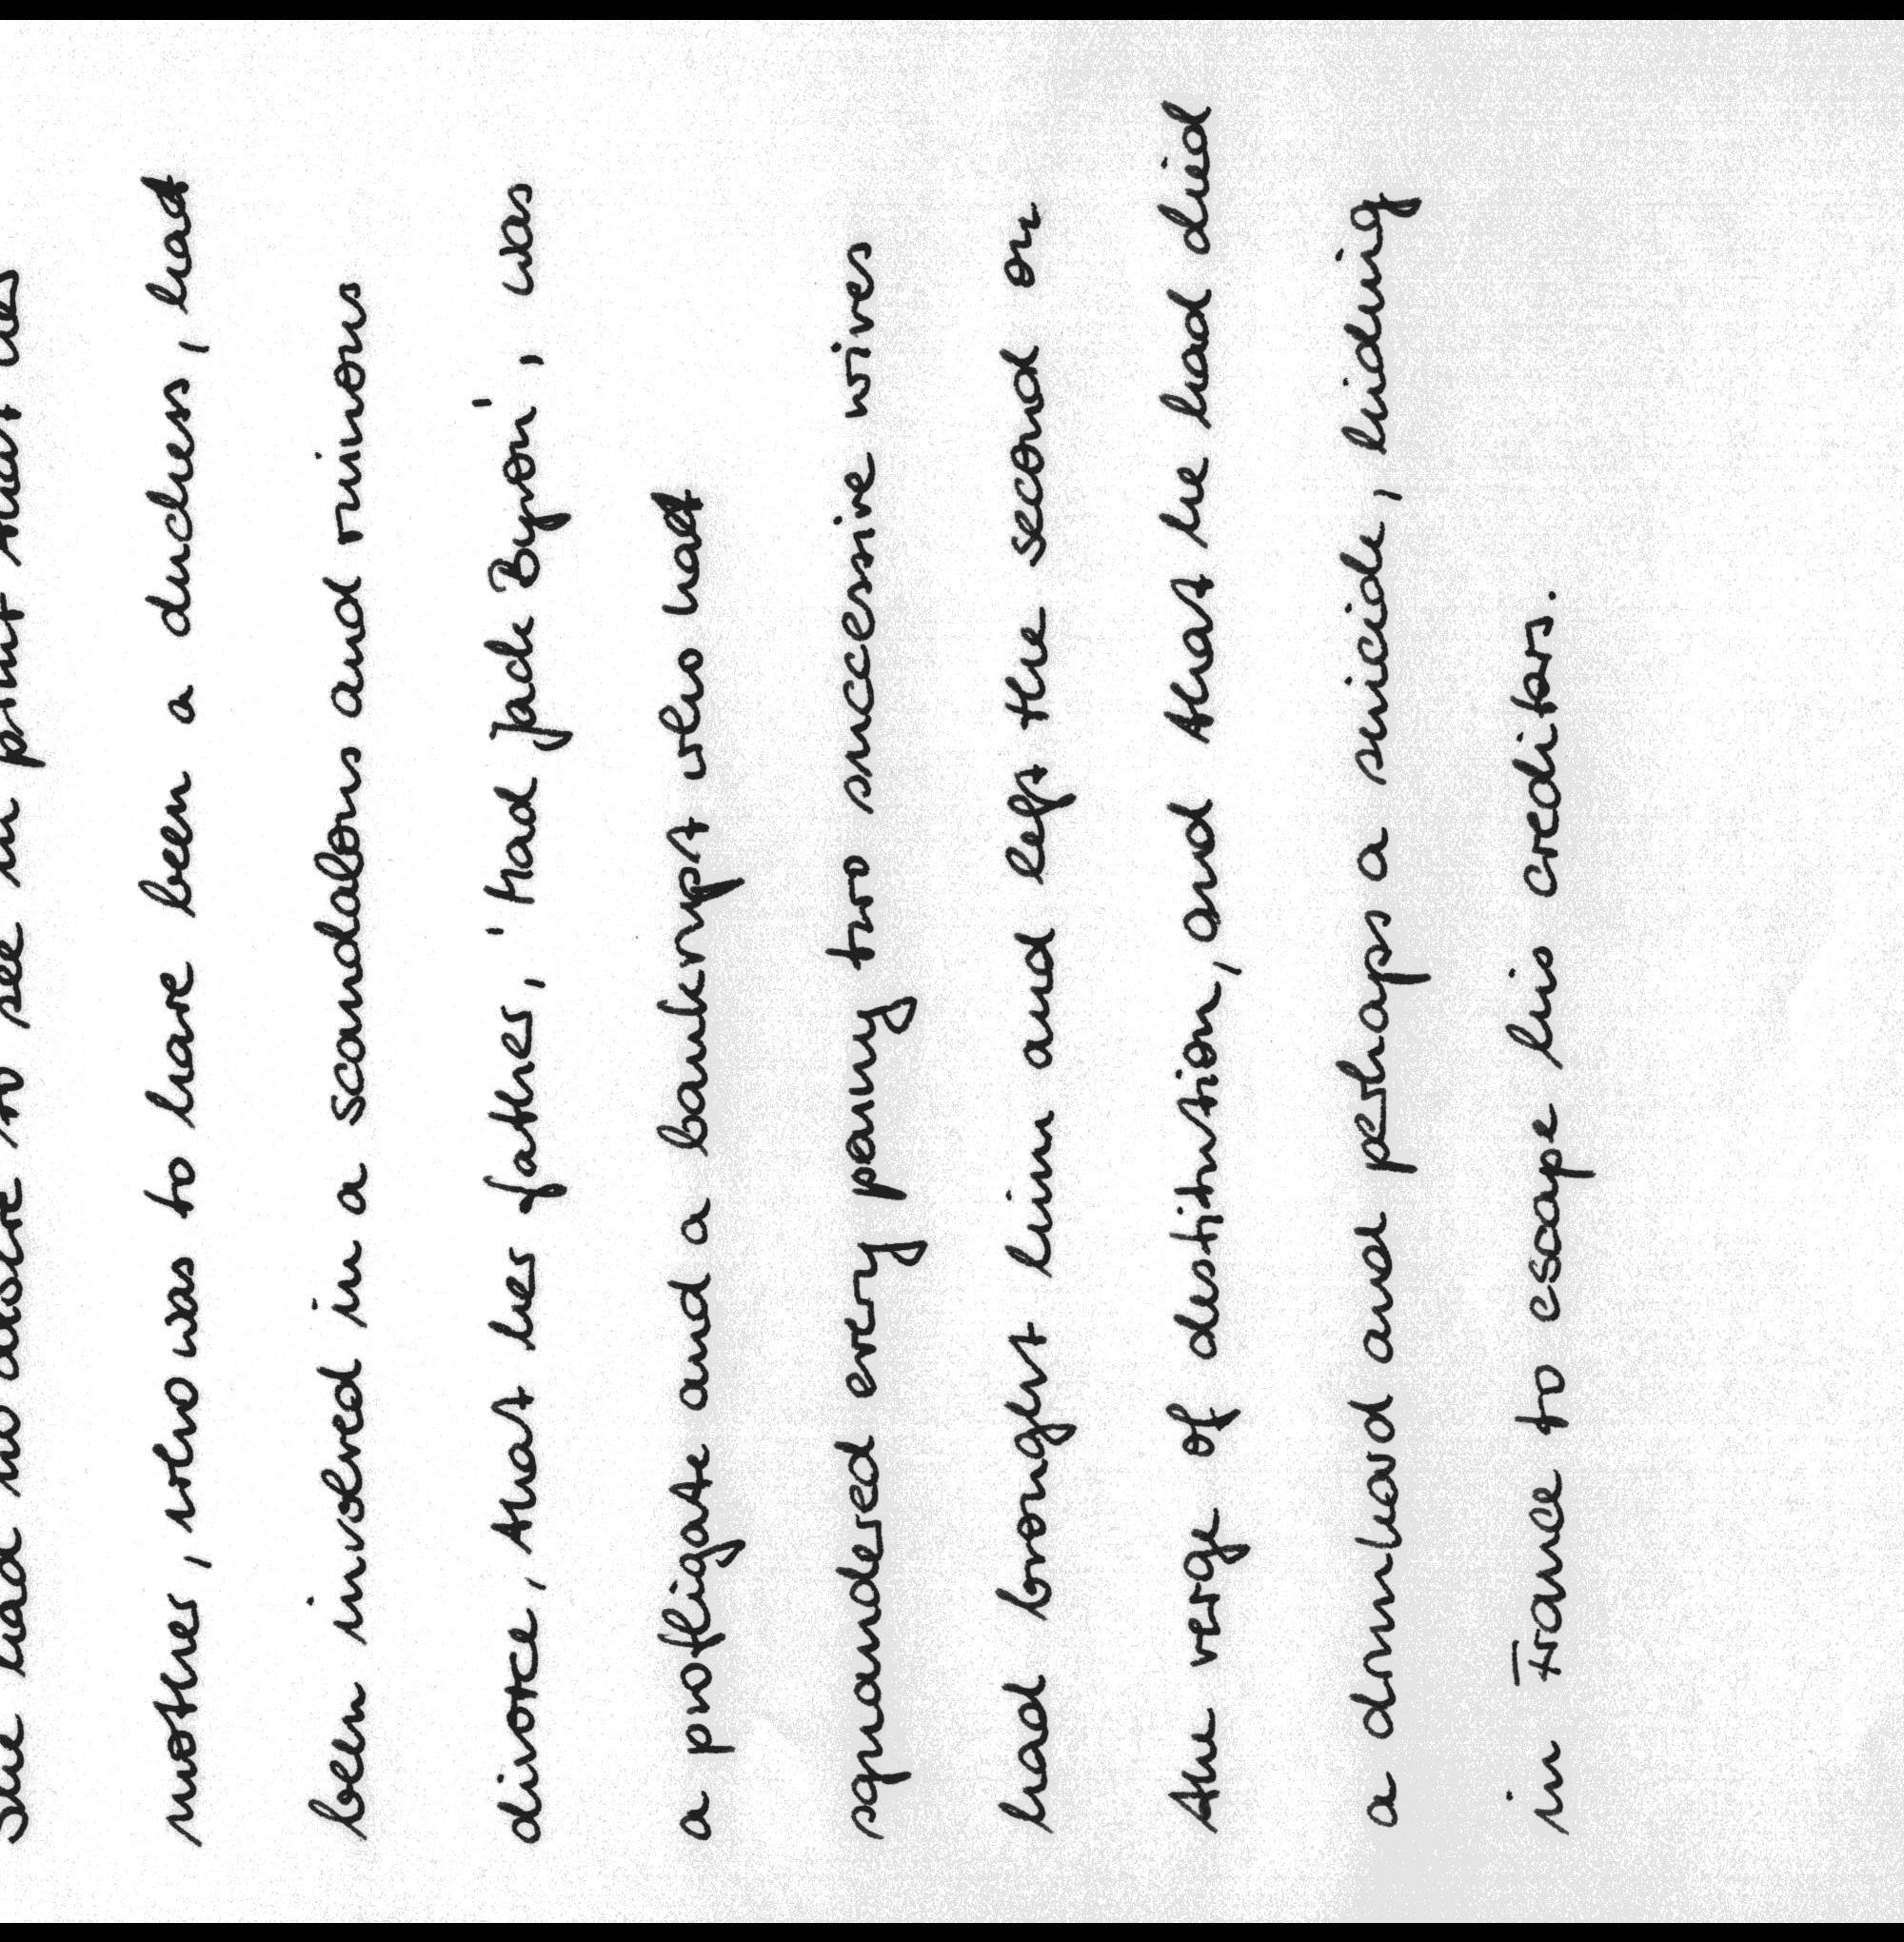 She had no desire to see in print that her
mother, who was to have been a duchess, had
been involved in a scandalous and ruinous
divorce, that her father, 'Mad Jack Byron', was
a profligate and a bankrupt who had
squandered every penny two successive wives
had brought him and left the second on
the verge of destitution, and that he had died
a drunkard and perhaps a suicide, hiding
in France to escape his creditors.